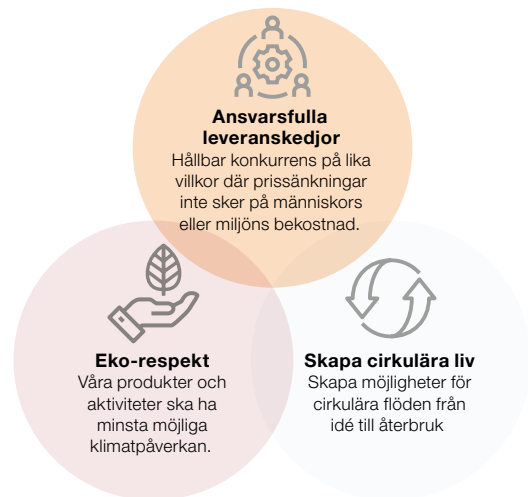 Ansvarsfulla
leveranskedjor
Hållbar konkurrens på lika
villkor där prissänkningar
inte sker på människors
eller miljöns bekostnad.
Eko-respekt
Våra produkter och
aktiviteter ska ha
minsta möjliga
klimatpåverkan.
Skapa cirkulära liv
Skapa möjligheter för
cirkulära flöden från
idé till återbruk